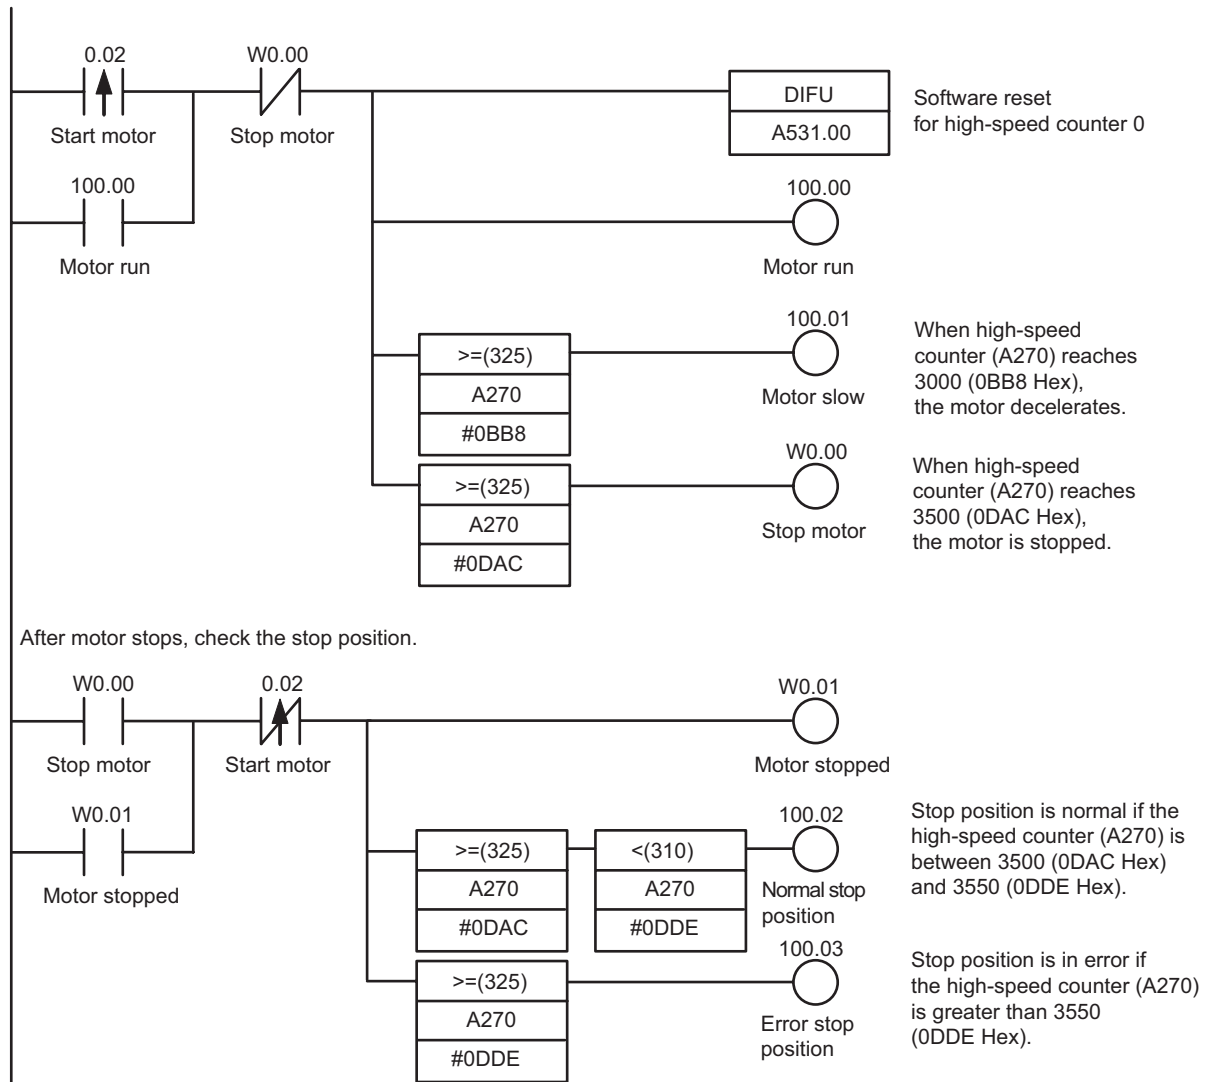 0.02
W0.00
DIFU
A531.00
Software reset
for high-speed counter 0
Start motor
Stop motor
100.00
Motor run
100.00
Motor run
>=(325)
A270
#0BB8
100.01
Motor slow
When high-speed
counter (A270) reaches
3000 (0BB8 Hex),
the motor decelerates.
>=(325)
A270
#0DAC
W0.00
Stop motor
When high-speed
counter (A270) reaches
3500 (0DAC Hex),
the motor is stopped.
After motor stops, check the stop position.
W0.00
Stop motor
0.02
Start motor
W0.01
Motor stopped
W0.01
Motor stopped
>=(325)
A270
#0DAC
<(310)
A270
#0DDE
100.02
Normal stop
position
Stop position is normal if the
high-speed counter (A270) is
between 3500 (0DAC Hex)
and 3550 (0DDE Hex).
>=(325)
A270
#0DDE
100.03
Error stop
position
Stop position is in error if
the high-speed counter (A270)
is greater than 3550
(0DDE Hex).